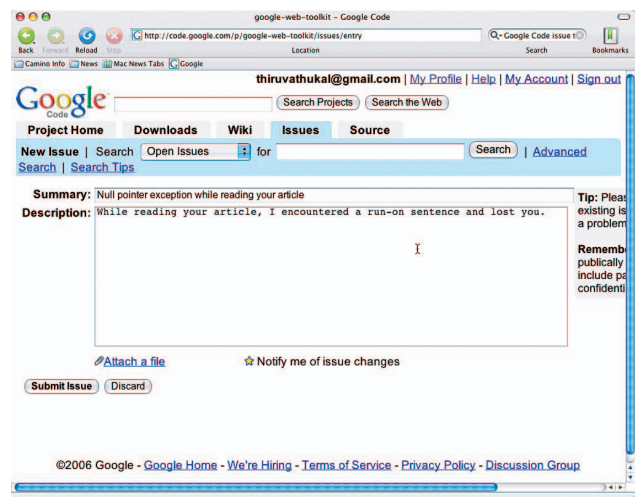 google-web-toolkit - Google Code
http://code.google.com/p/google-web-toolkit/issues/entry
Google Code issue t
Back Forward Reload Stop Location Search Bookmarks
Camino Info News Mac News Tabs Google
thiruvathukal@gmail.com | My Profile | Help | My Account | Sign out
Google
Code
Search Projects Search the Web
Project Home Downloads Wiki Issues Source
New Issue | Search Open Issues for Search | Advanced
Search | Search Tips
Summary: Null pointer exception while reading your article
Description: While reading your article, I encountered a run-on sentence and lost you.
Tip: Pleas
existing is
a problem
Rememb
publically
include pa
confidenti
Attach a file Notify me of issue changes
Submit Issue Discard
©2006 Google - Google Home - We're Hiring - Terms of Service - Privacy Policy - Discussion Group